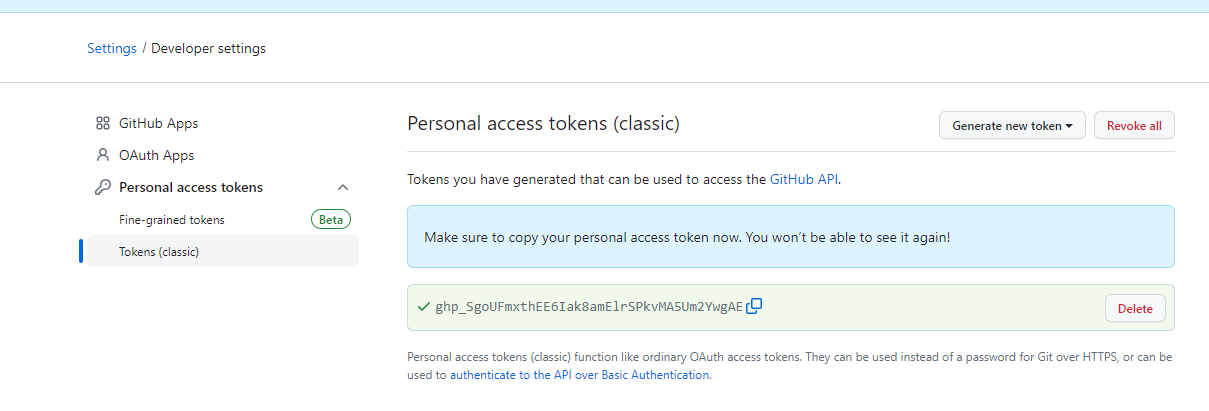 Settings / Developer settings
GitHub Apps
OAuth Apps
Personal access tokens
Fine-grained tokens Beta
Tokens (classic)
Personal access tokens (classic) Generate new token Revoke all
Tokens you have generated that can be used to access the GitHub API.
Make sure to copy your personal access token now. You won't be able to see it again!
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 Delete
Personal access tokens (classic) function like ordinary OAuth access tokens. They can be used instead of a password for Git over HTTPS, or can be
used to authenticate to the API over Basic Authentication.